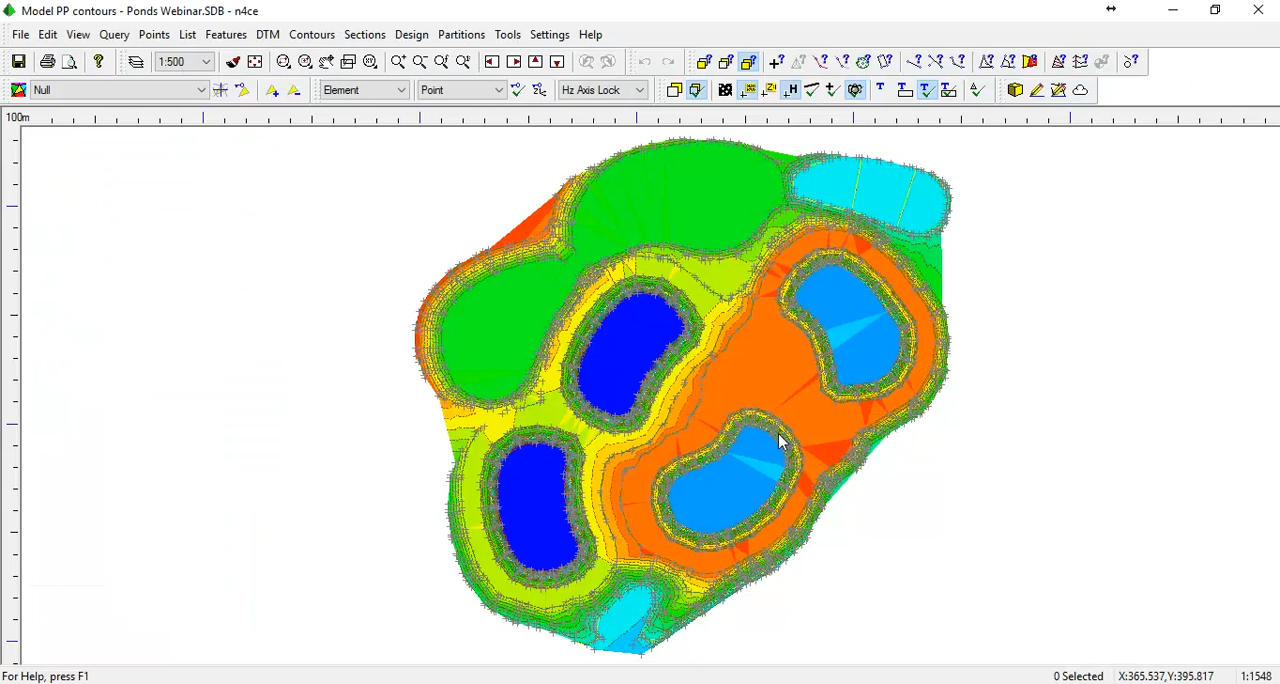 Model PP contours - Ponds Webinar.SDB - n4ce
File Edit View Query Points List Features DTM Contours Sections Design Partitions Tools Settings Help
1:500
Null Element Point Hz Axis Lock
100m
For Help, press F1 0 Selected X:365.537,Y:395.817 1:1548